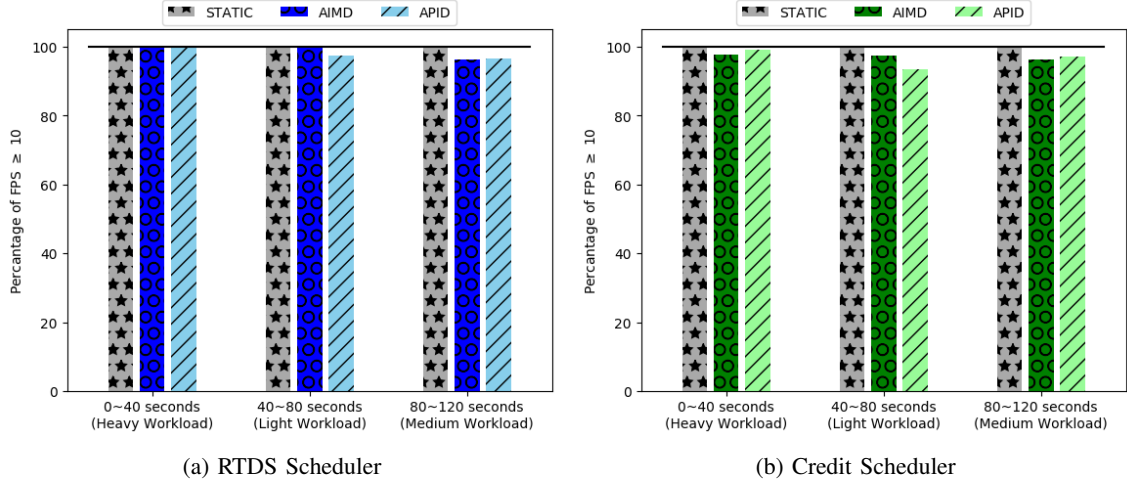 STATIC AIMD APID
Percantage of FPS ≥ 10
100
80
60
40
20
0
0~40 seconds
(Heavy Workload)
40~80 seconds
(Light Workload)
80~120 seconds
(Medium Workload)
(a) RTDS Scheduler
STATIC AIMD APID
Percantage of FPS ≥ 10
100
80
60
40
20
0
0~40 seconds
(Heavy Workload)
40~80 seconds
(Light Workload)
80~120 seconds
(Medium Workload)
(b) Credit Scheduler